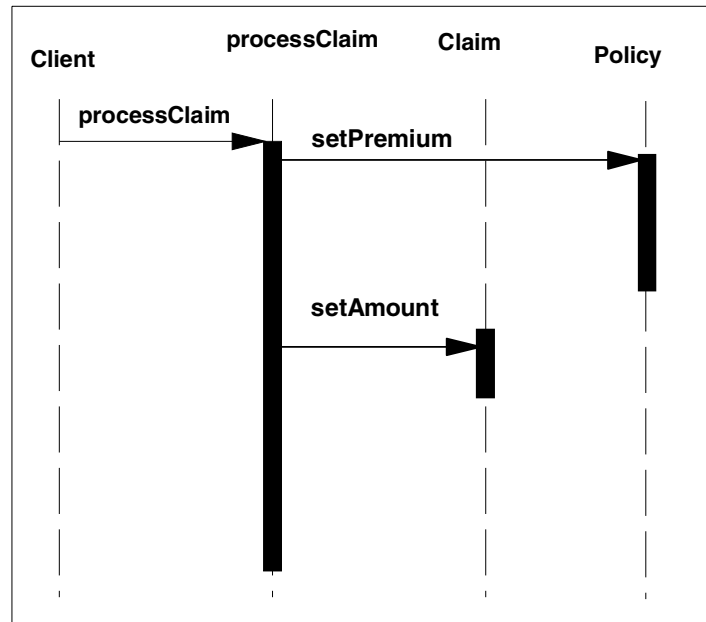 Client
processClaim
Claim
Policy
processClaim
setPremium
setAmount